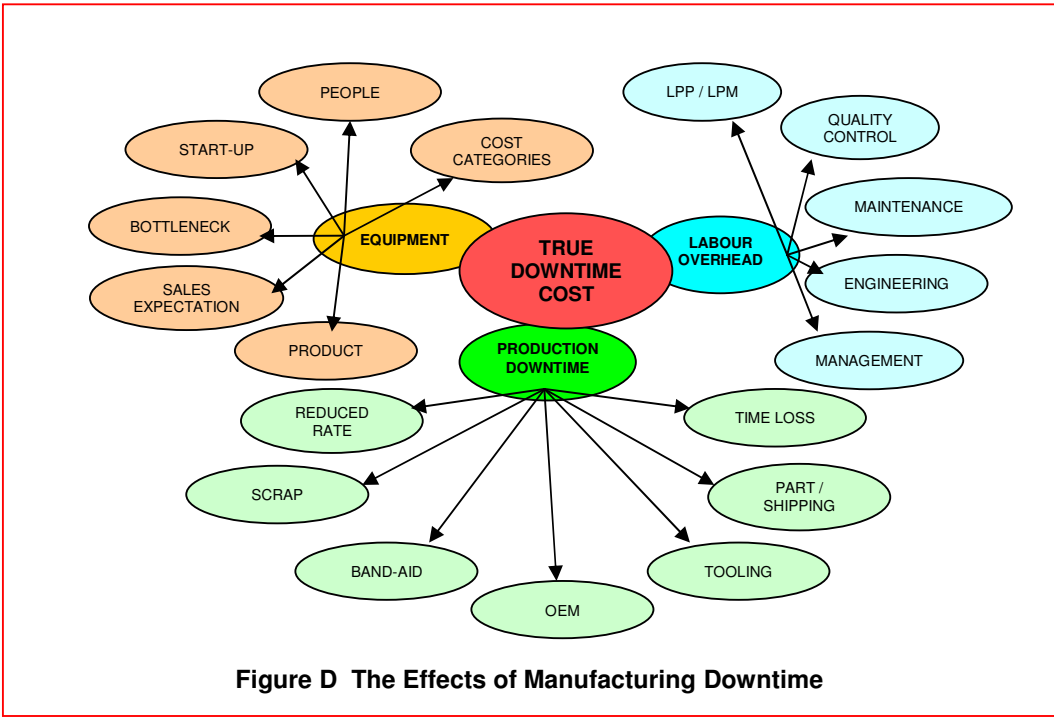 PEOPLE
LPP / LPM
QUALITY
CONTROL
START-UP
COST
CATEGORIES
BOTTLENECK
EQUIPMENT
TRUE
DOWNTIME
COST
LABOUR
OVERHEAD
MAINTENANCE
SALES
EXPECTATION
ENGINEERING
PRODUCT
PRODUCTION
DOWNTIME
MANAGEMENT
REDUCED
RATE
TIME LOSS
SCRAP
PART /
SHIPPING
BAND-AID
TOOLING
OEM
Figure D The Effects of Manufacturing Downtime